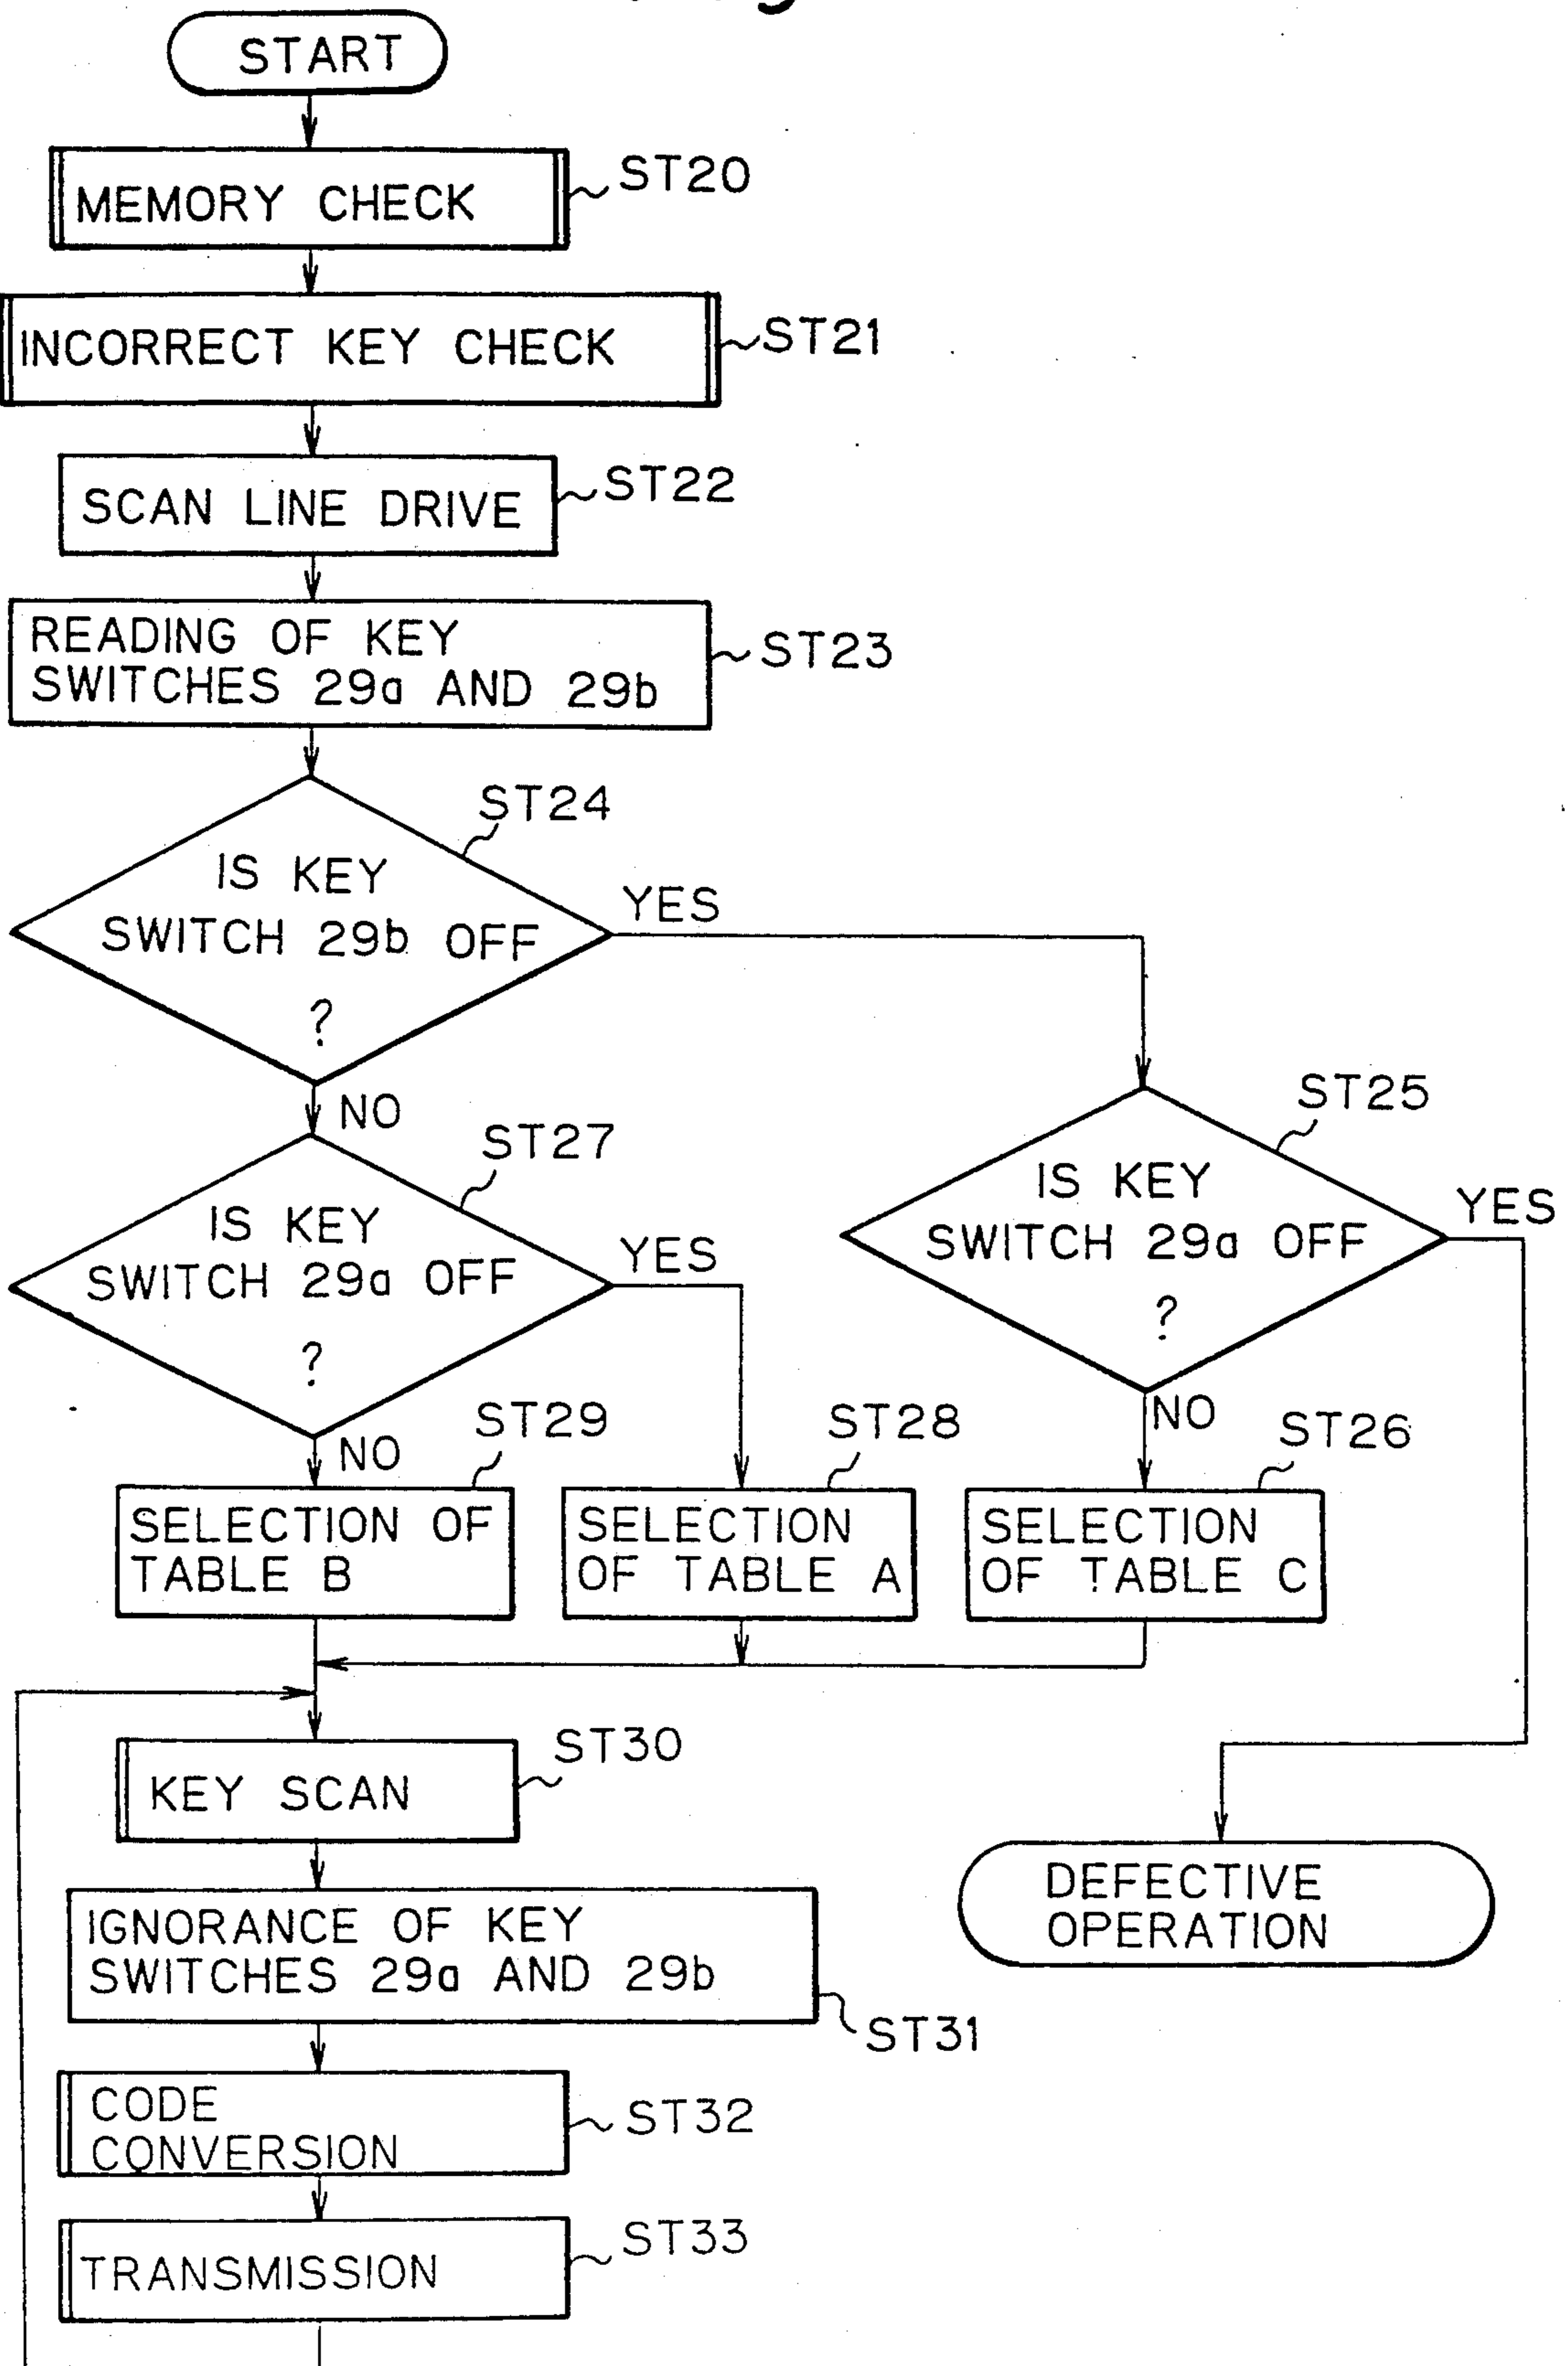 START
MEMORY CHECK
ST20
INCORRECT KEY CHECK
ST21
SCAN LINE DRIVE
ST22
READING OF KEY
SWITCHES 29a AND 29b
ST23
ST24
IS KEY
SWITCH 29b OFF
?
YES
NO
ST25
IS KEY
SWITCH 29a OFF
?
YES
NO
ST27
IS KEY
SWITCH 29a OFF
?
YES
NO
ST29
SELECTION OF
TABLE B
ST28
SELECTION
OF TABLE A
ST26
SELECTION
OF TABLE C
KEY SCAN
ST30
IGNORANCE OF KEY
SWITCHES 29a AND 29b
ST31
DEFECTIVE
OPERATION
CODE
CONVERSION
ST32
TRANSMISSION
ST33